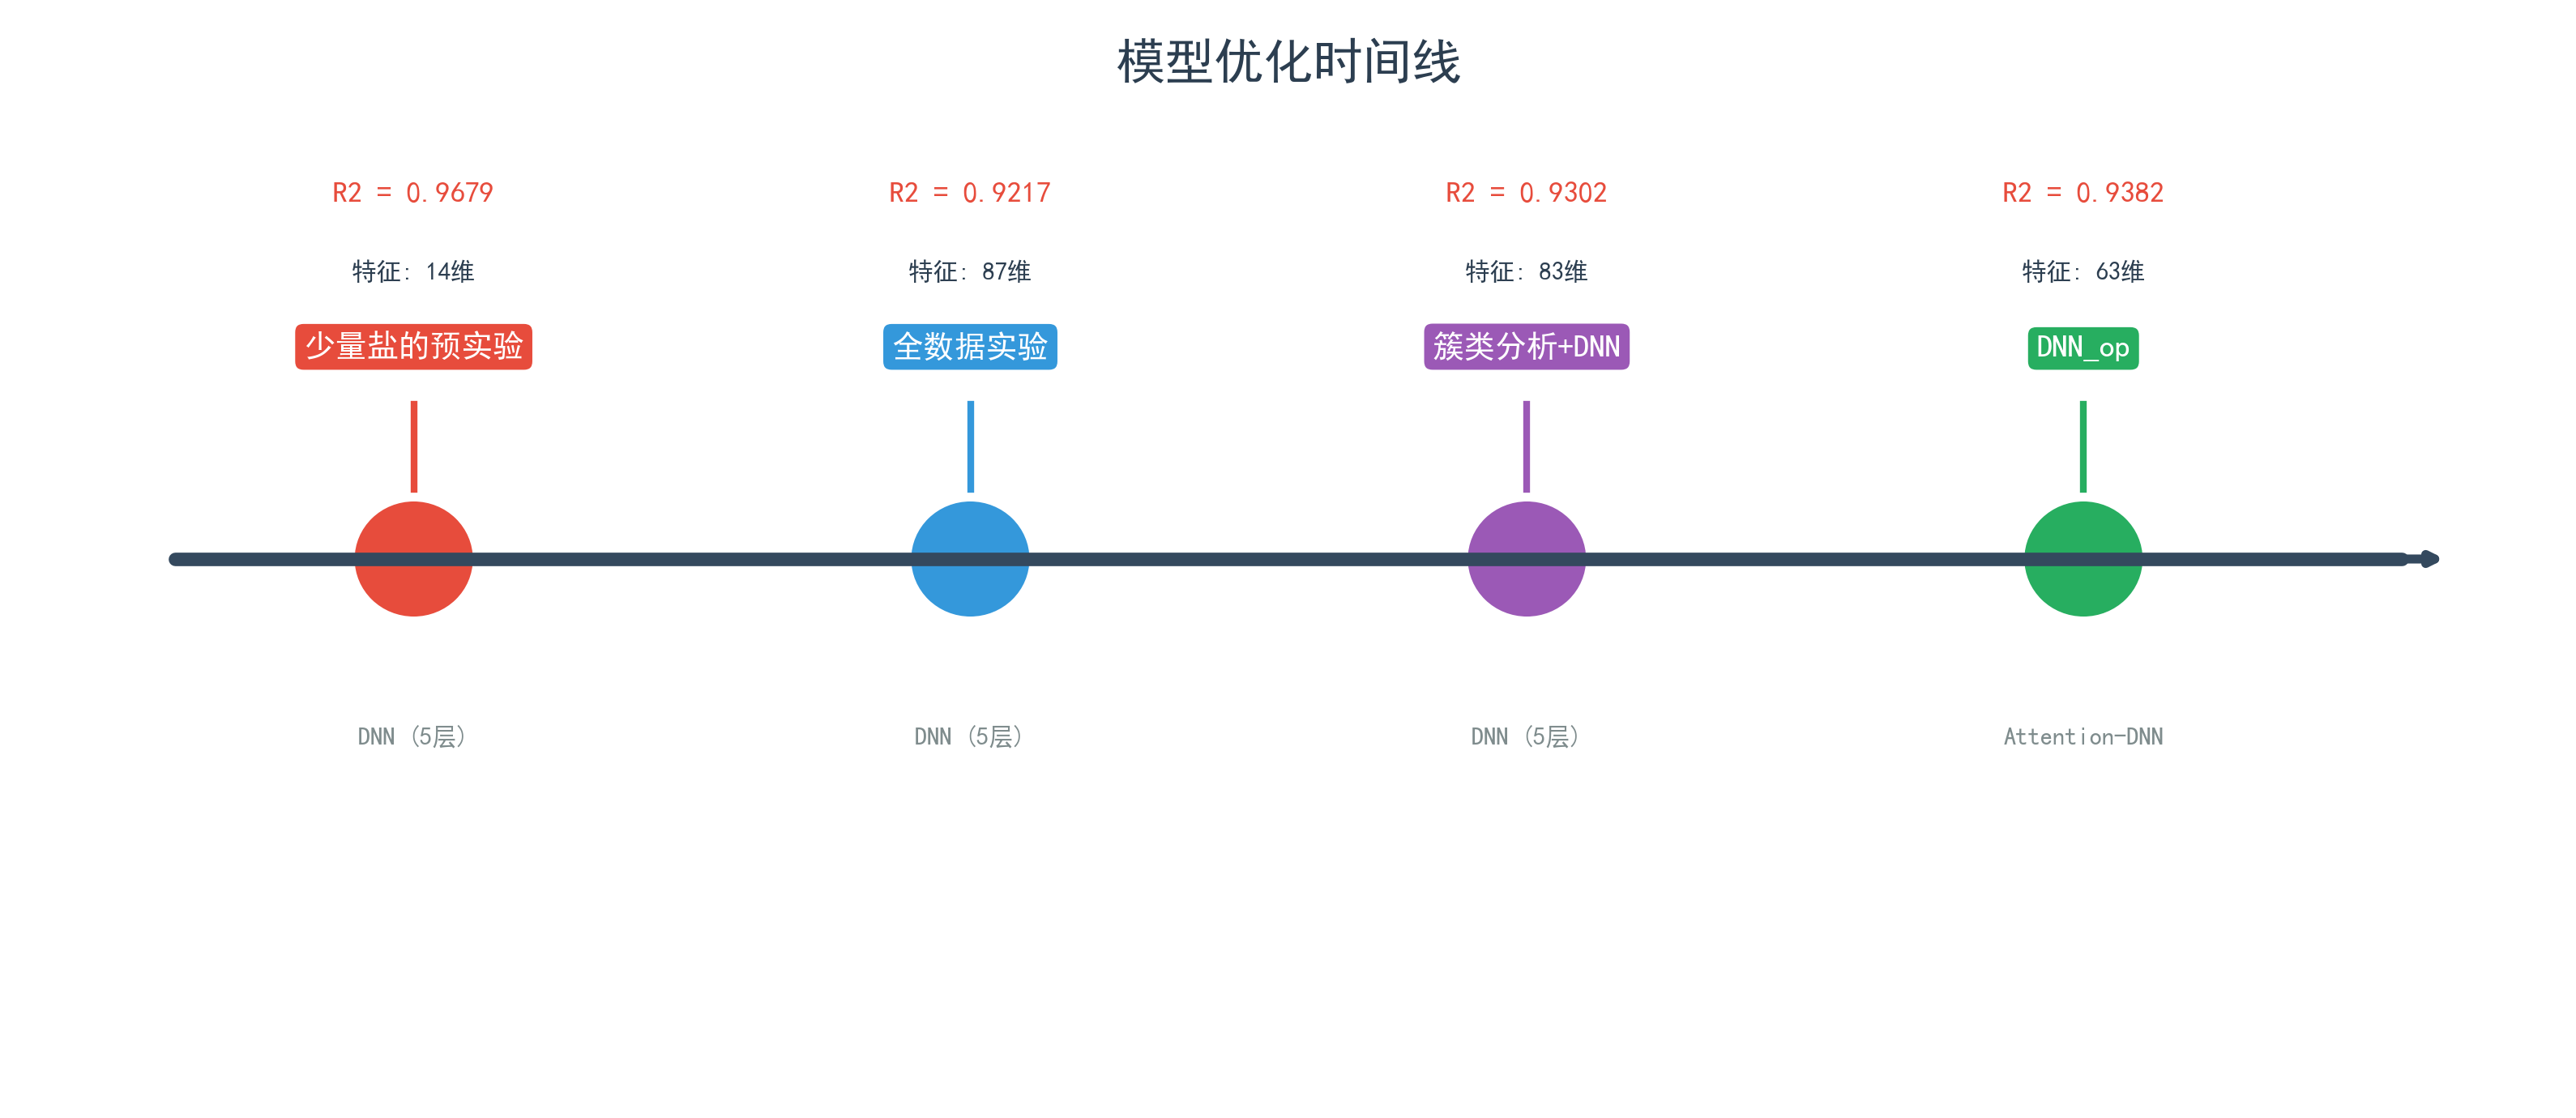 模型优化时间线
R2 = 0.9679
特征: 14维
少量盐的预实验
DNN (5层)
R2 = 0.9217
特征: 87维
全数据实验
DNN (5层)
R2 = 0.9302
特征: 83维
簇类分析+DNN
DNN (5层)
R2 = 0.9382
特征: 63维
DNN_op
Attention-DNN